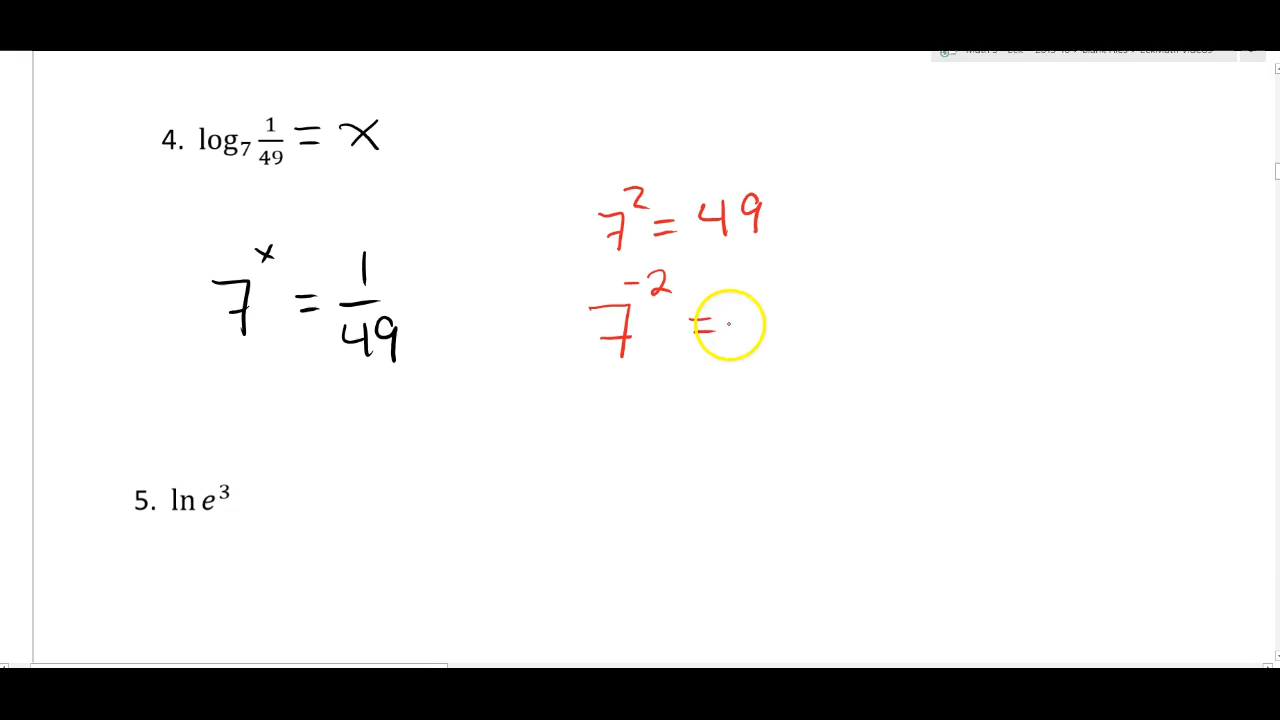 4. log₇ 1/49 = x
7² = 49
7⁻² =
7ˣ = 1/49
5. ln e³